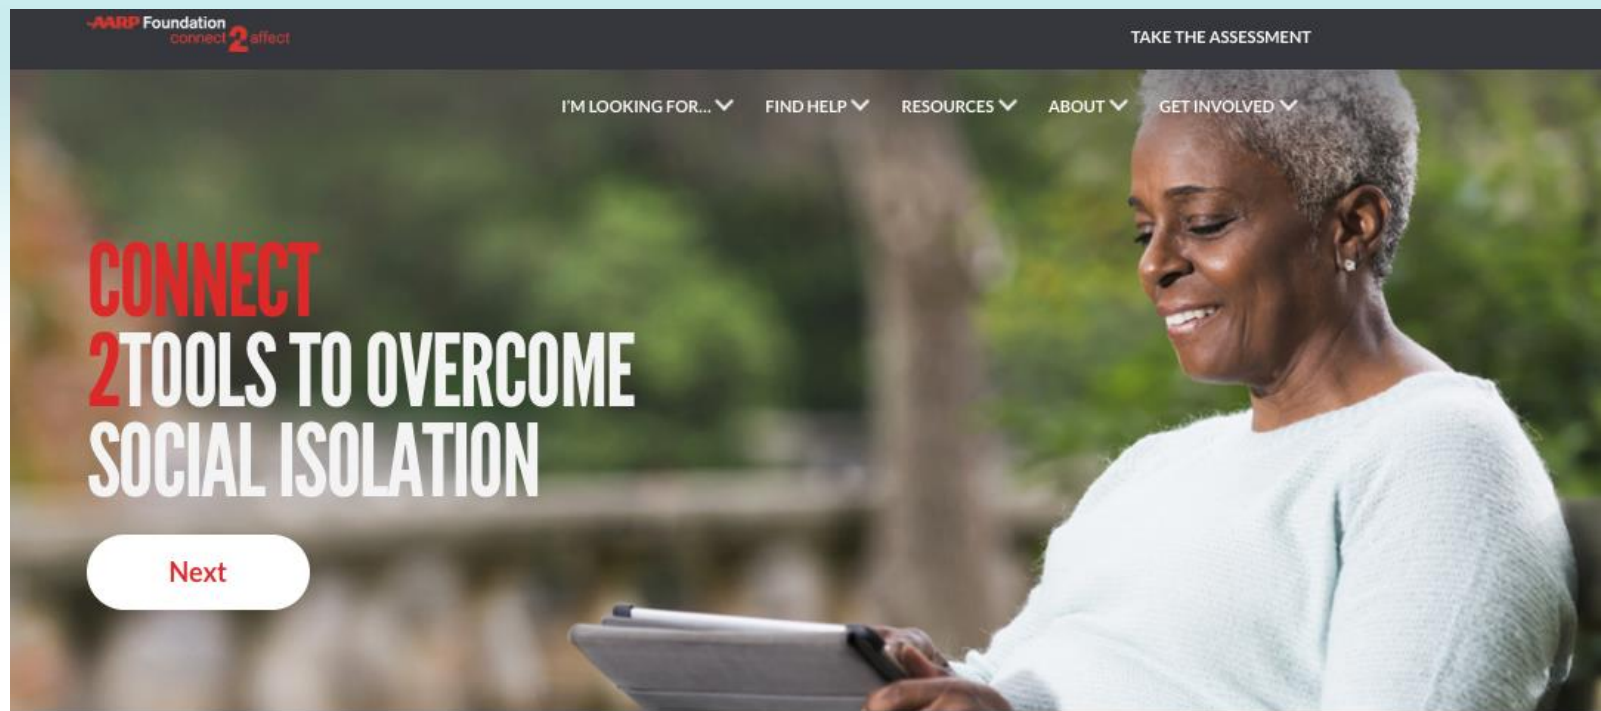 AARP Foundation
connect2affect
TAKE THE ASSESSMENT
I'M LOOKING FOR...
FIND HELP
RESOURCES
ABOUT
GET INVOLVED
CONNECT
2TOOLS TO OVERCOME
SOCIAL ISOLATION
Next